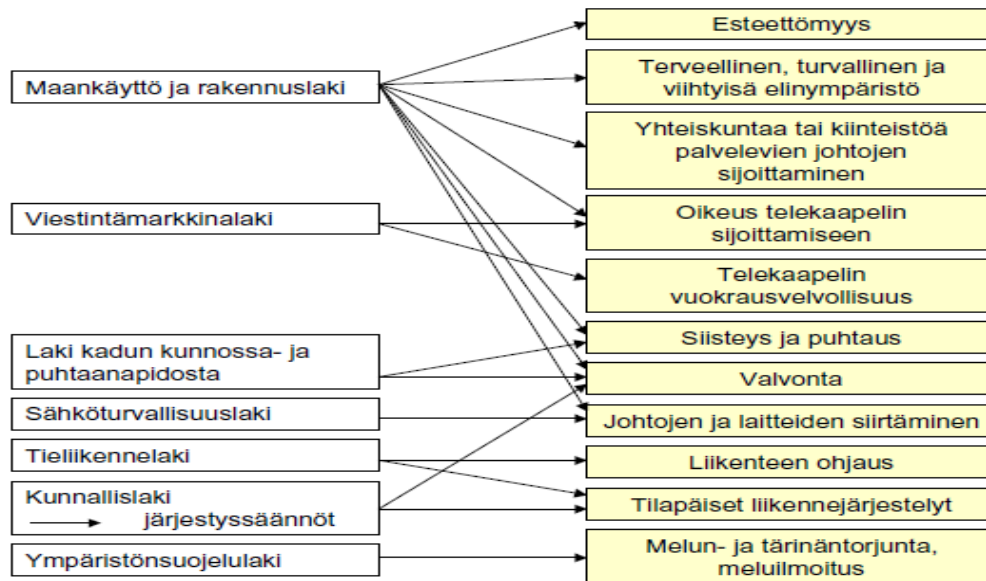 Maankäyttö ja rakennuslaki
Viestintämarkkinalaki
Laki kadun kunnossa- ja
puhtaanapidosta
Sähköturvallisuuslaki
Tieliikennelaki
Kunnallislaki
järjestyssäännöt
Ympäristönsuojelulaki
Esteettömyys
Terveellinen, turvallinen ja
viihtyisä elinympäristö
Yhteiskuntaa tai kiinteistöä
palvelevien johtojen
sijoittaminen
Oikeus telekaapelin
sijoittamiseen
Telekaapelin
vuokrausvelvollisuus
Siisteys ja puhtaus
Valvonta
Johtojen ja laitteiden siirtäminen
Liikenteen ohjaus
Tilapäiset liikennejärjestelyt
Melun- ja tärinäntorjunta,
meluilmoitus